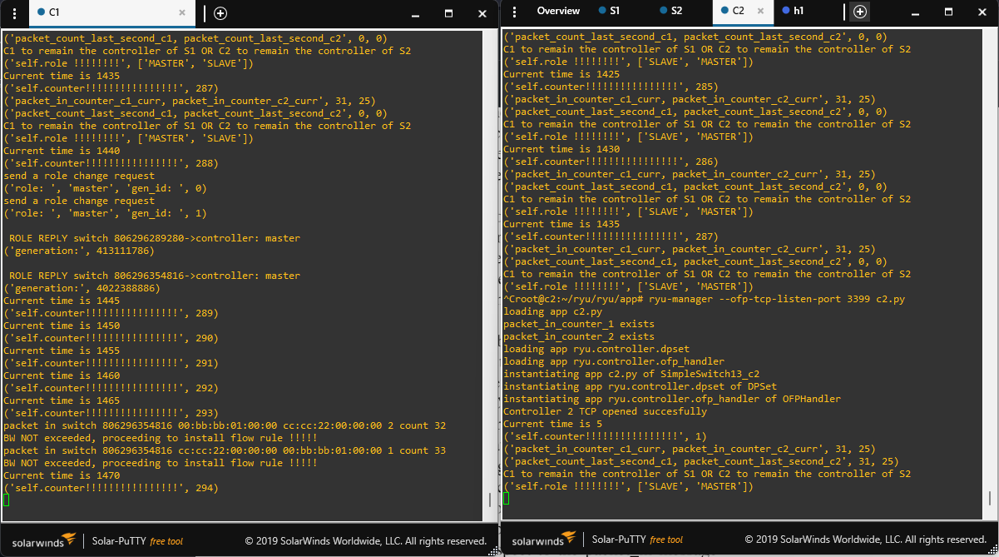 C1
('packet_count_last_second_c1, packet_count_last_second_c2', 0, 0)
C1 to remain the controller of S1 OR C2 to remain the controller of S2
('self.role !!!!!!!!', ['MASTER', 'SLAVE'])
Current time is 1435
('self.counter!!!!!!!!!!!!!!!!', 287)
('packet_in_counter_c1_curr, packet_in_counter_c2_curr', 31, 25)
('packet_count_last_second_c1, packet_count_last_second_c2', 0, 0)
C1 to remain the controller of S1 OR C2 to remain the controller of S2
('self.role !!!!!!!!', ['MASTER', 'SLAVE'])
Current time is 1440
('self.counter!!!!!!!!!!!!!!!!', 288)
send a role change request
('role: ', 'master', 'gen_id: ', 0)
send a role change request
('role: ', 'master', 'gen_id: ', 1)
ROLE REPLY switch 806296289280->controller: master
('generation:', 413111786)
ROLE REPLY switch 806296354816->controller: master
('generation:', 4022388886)
Current time is 1445
('self.counter!!!!!!!!!!!!!!!!', 289)
Current time is 1450
('self.counter!!!!!!!!!!!!!!!!', 290)
Current time is 1455
('self.counter!!!!!!!!!!!!!!!!', 291)
Current time is 1460
('self.counter!!!!!!!!!!!!!!!!', 292)
Current time is 1465
('self.counter!!!!!!!!!!!!!!!!', 293)
packet in switch 806296354816 00:bb:bb:01:00:00 cc:cc:22:00:00:00 2 count 32
BW NOT exceeded, proceeding to install flow rule !!!!!
packet in switch 806296354816 cc:cc:22:00:00:00 00:bb:bb:01:00:00 1 count 33
BW NOT exceeded, proceeding to install flow rule !!!!!
Current time is 1470
('self.counter!!!!!!!!!!!!!!!!', 294)
solarwinds Solar-PuTTY free tool © 2019 SolarWinds Worldwide, LLC. All rights reserved.
Overview S1 S2 C2 h1
('packet_count_last_second_c1, packet_count_last_second_c2', 0, 0)
C1 to remain the controller of S1 OR C2 to remain the controller of S2
('self.role !!!!!!!!', ['SLAVE', 'MASTER'])
Current time is 1425
('self.counter!!!!!!!!!!!!!!!!', 285)
('packet_in_counter_c1_curr, packet_in_counter_c2_curr', 31, 25)
('packet_count_last_second_c1, packet_count_last_second_c2', 0, 0)
C1 to remain the controller of S1 OR C2 to remain the controller of S2
('self.role !!!!!!!!', ['SLAVE', 'MASTER'])
Current time is 1430
('self.counter!!!!!!!!!!!!!!!!', 286)
('packet_in_counter_c1_curr, packet_in_counter_c2_curr', 31, 25)
('packet_count_last_second_c1, packet_count_last_second_c2', 0, 0)
C1 to remain the controller of S1 OR C2 to remain the controller of S2
('self.role !!!!!!!!', ['SLAVE', 'MASTER'])
Current time is 1435
('self.counter!!!!!!!!!!!!!!!!', 287)
('packet_in_counter_c1_curr, packet_in_counter_c2_curr', 31, 25)
('packet_count_last_second_c1, packet_count_last_second_c2', 0, 0)
C1 to remain the controller of S1 OR C2 to remain the controller of S2
('self.role !!!!!!!!', ['SLAVE', 'MASTER'])
^Croot@c2:~/ryu/ryu/app# ryu-manager --ofp-tcp-listen-port 3399 c2.py
loading app c2.py
packet_in_counter_1 exists
packet_in_counter_2 exists
loading app ryu.controller.dpset
loading app ryu.controller.ofp_handler
instantiating app c2.py of SimpleSwitch13_c2
instantiating app ryu.controller.dpset of DPSet
instantiating app ryu.controller.ofp_handler of OFPHandler
Controller 2 TCP opened succesfully
Current time is 5
('self.counter!!!!!!!!!!!!!!!!', 1)
('packet_in_counter_c1_curr, packet_in_counter_c2_curr', 31, 25)
('packet_count_last_second_c1, packet_count_last_second_c2', 31, 25)
C1 to remain the controller of S1 OR C2 to remain the controller of S2
('self.role !!!!!!!!', ['SLAVE', 'MASTER'])
solarwinds Solar-PuTTY free tool © 2019 SolarWinds Worldwide, LLC. All rights reserved.